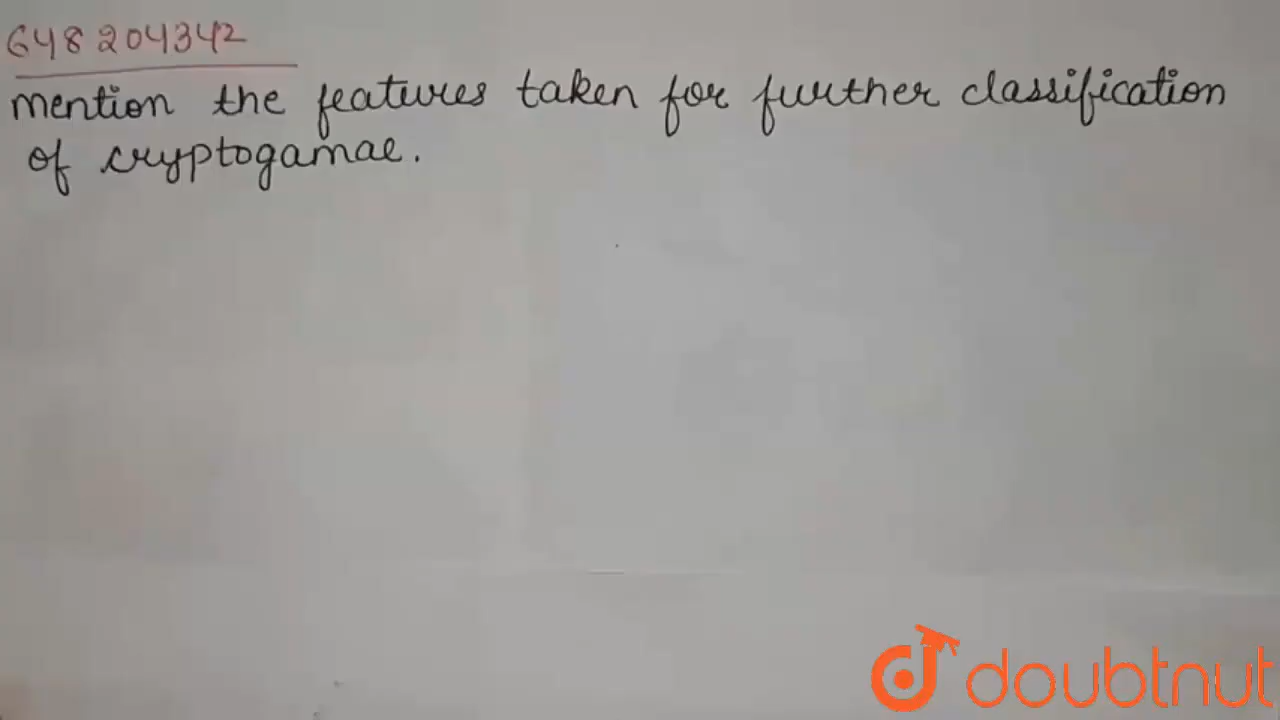 648204342
mention the features taken for further classification
of cryptogamae.
doubtnut